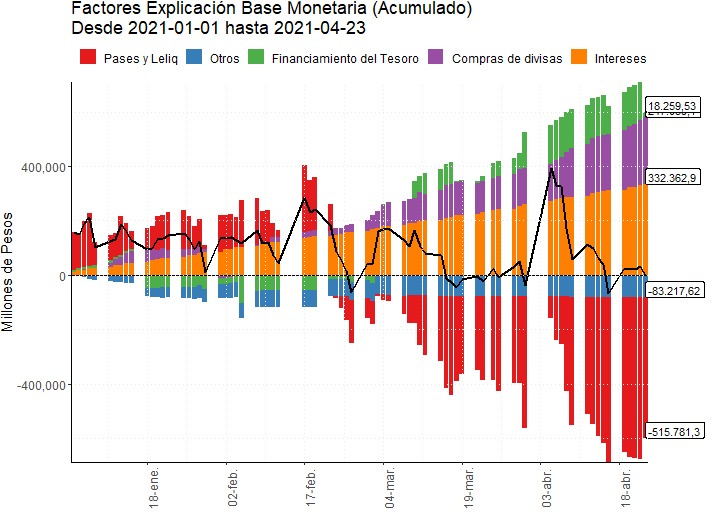 Factores Explicación Base Monetaria (Acumulado)
Desde 2021-01-01 hasta 2021-04-23
Pases y Leliq
Otros
Financiamiento del Tesoro
Compras de divisas
Intereses
Millones de Pesos
400,000
0
-400,000
18.259,53
332.362,9
-83.217,62
-515.781,3
18-ene.
02-feb.
17-feb.
04-mar.
19-mar.
03-abr.
18-abr.